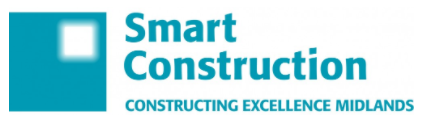 Smart
Construction
CONSTRUCTING EXCELLENCE MIDLANDS